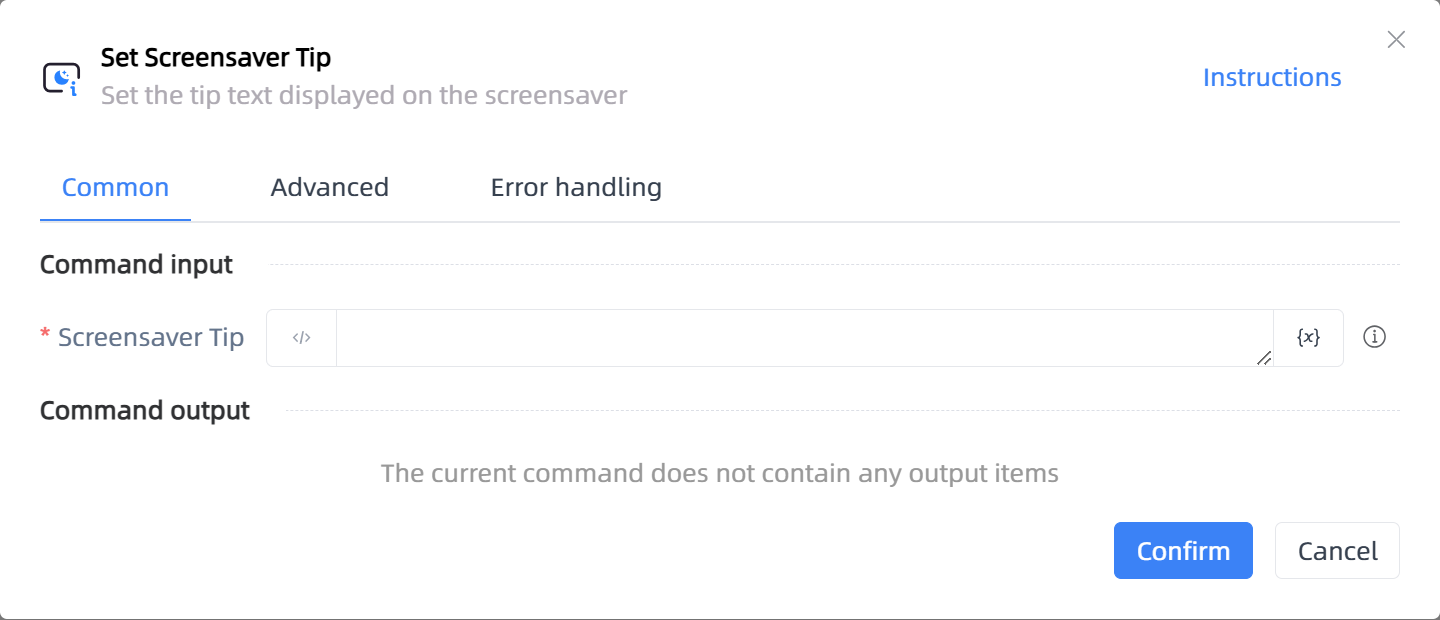 Set Screensaver Tip
Set the tip text displayed on the screensaver
Instructions
Common
Advanced
Error handling
Command input
* Screensaver Tip
</>
{x}
Command output
The current command does not contain any output items
Confirm
Cancel